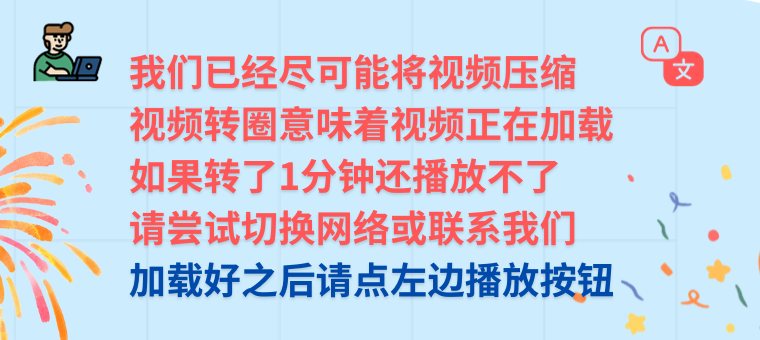 我们已经尽可能将视频压缩
视频转圈意味着视频正在加载
如果转了1分钟还播放不了
请尝试切换网络或联系我们
加载好之后请点左边播放按钮
A
文